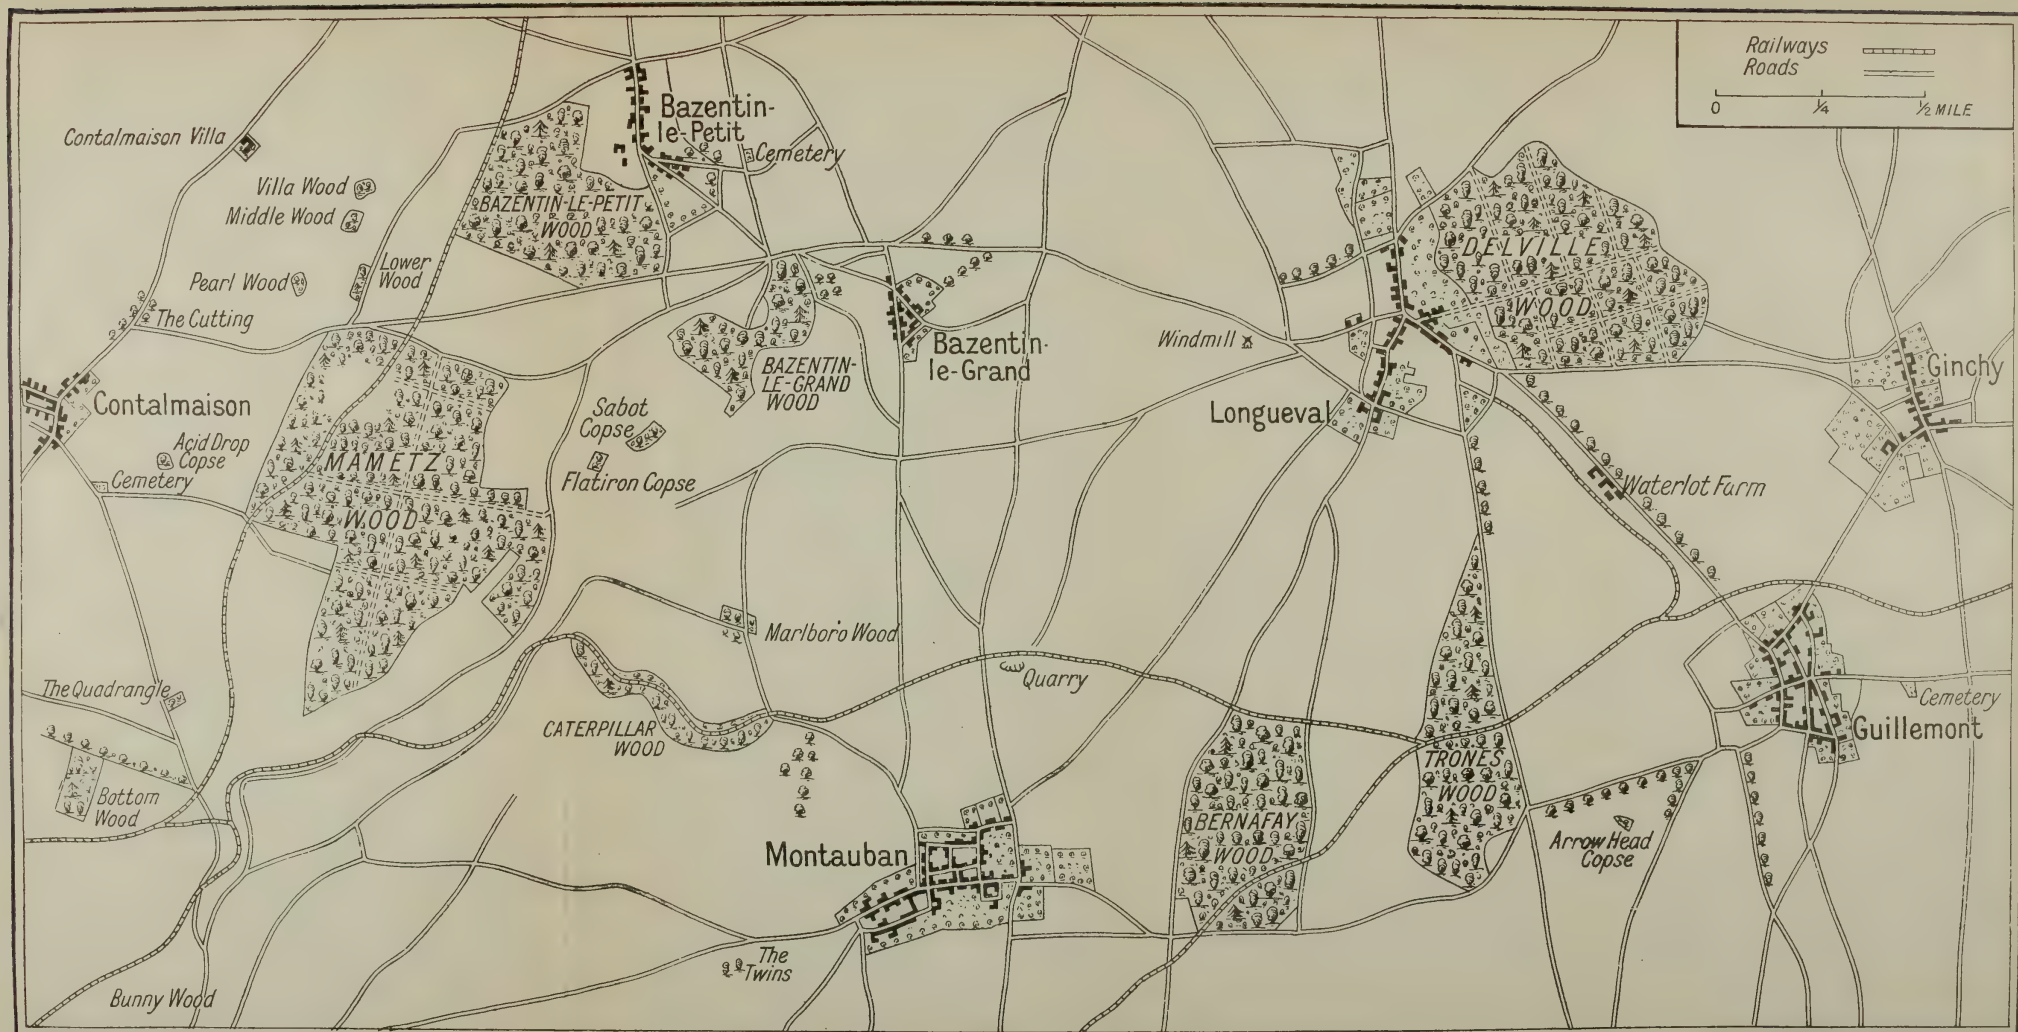 Railways
Roads
0 ¼ ½ MILE
Contalmaison Villa
Bazentin-
le-Petit
Cemetery
Villa Wood
Middle Wood
BAZENTIN-LE-PETIT
WOOD
DELVILLE
WOOD
Pearl Wood
Lower
Wood
The Cutting
Windmill
Bazentin-
le-Grand
BAZENTIN-
LE-GRAND
WOOD
Ginchy
Contalmaison
Sabot
Copse
Longueval
Acid Drop
Copse
Cemetery
MAMETZ
WOOD
Flatiron Copse
Waterlot Farm
Marlboro Wood
The Quadrangle
Quarry
Cemetery
CATERPILLAR
WOOD
Guillemont
TRONES
WOOD
Bottom
Wood
BERNAFAY
WOOD
Montauban
Arrow Head
Copse
The
Twins
Bunny Wood